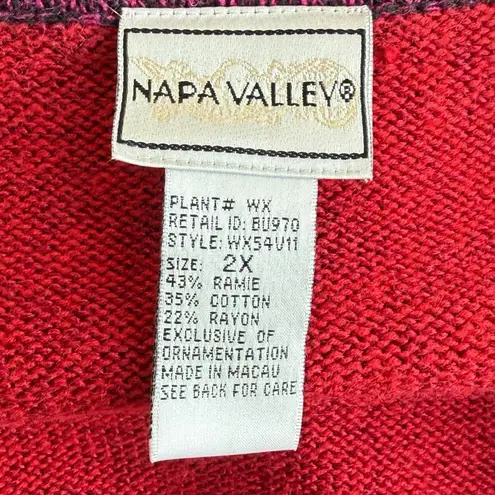 NAPA VALLEY®
PLANT# WX
RETAIL ID: BU970
STYLE: WX54U11
SIZE: 2X
43% RAMIE
35% COTTON
22% RAYON
EXCLUSIVE OF
ORNAMENTATION
MADE IN MACAU
SEE BACK FOR CARE